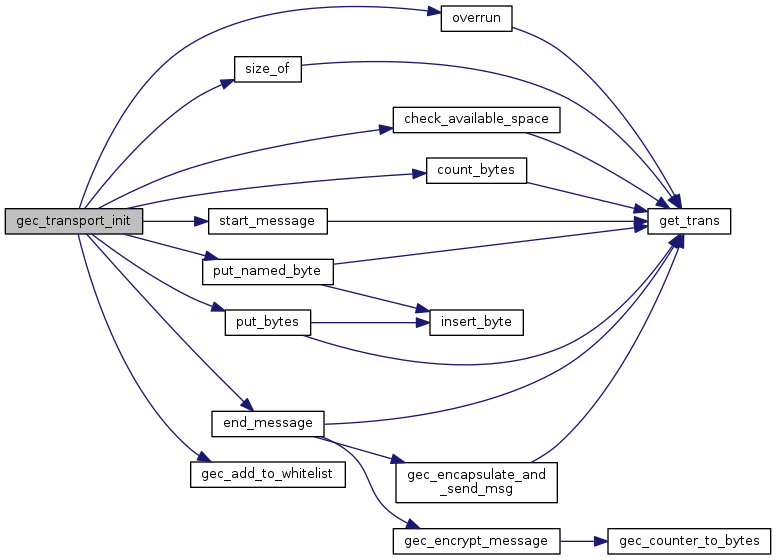 overrun
size_of
check_available_space
count_bytes
gec_transport_init
start_message
get_trans
put_named_byte
put_bytes
insert_byte
end_message
gec_add_to_whitelist
gec_encapsulate_and
_send_msg
gec_encrypt_message
gec_counter_to_bytes